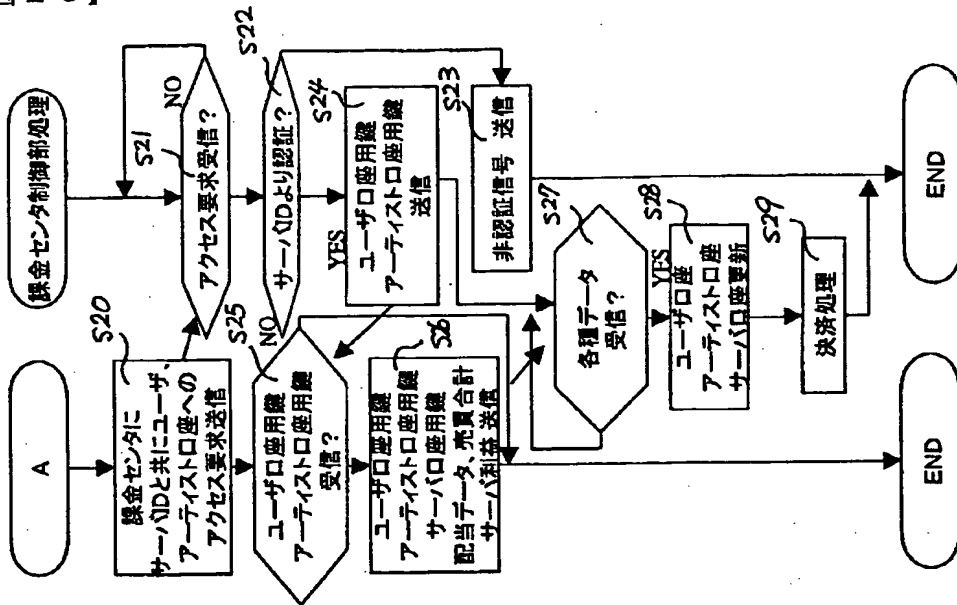 A
S20
課金センタに
サーバIDと共にユーザ、
アーティスト口座への
アクセス要求送信
S25
NO
ユーザ口座用鍵
アーティスト口座用鍵
受信?
S26
ユーザ口座用鍵
アーティスト口座用鍵
サーバ口座用鍵
配当データ、売買合計
サーバ利益 送信
END
課金センタ制御部処理
S21
NO
アクセス要求受信?
S22
サーバIDより認証?
YES
S24
ユーザ口座用鍵
アーティスト口座用鍵
送信
S23
非認証信号 送信
S27
各種データ
受信?
YES
S28
ユーザ口座
アーティスト口座
サーバ口座更新
S29
決済処理
END